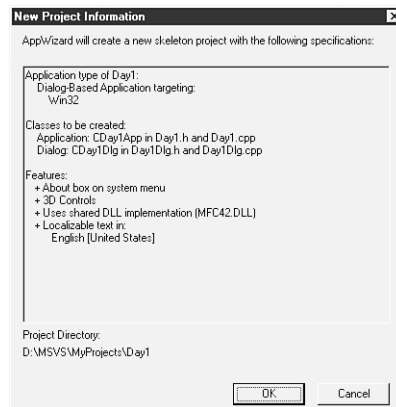 New Project Information
AppWizard will create a new skeleton project with the following specifications:
Application type of Day1:
Dialog-Based Application targeting:
Win32
Classes to be created:
Application: CDay1App in Day1.h and Day1.cpp
Dialog: CDay1Dlg in Day1Dlg.h and Day1Dlg.cpp
Features:
+ About box on system menu
+ 3D Controls
+ Uses shared DLL implementation (MFC42.DLL)
+ Localizable text in:
English [United States]
Project Directory:
D:\MSVS\MyProjects\Day1
OK Cancel